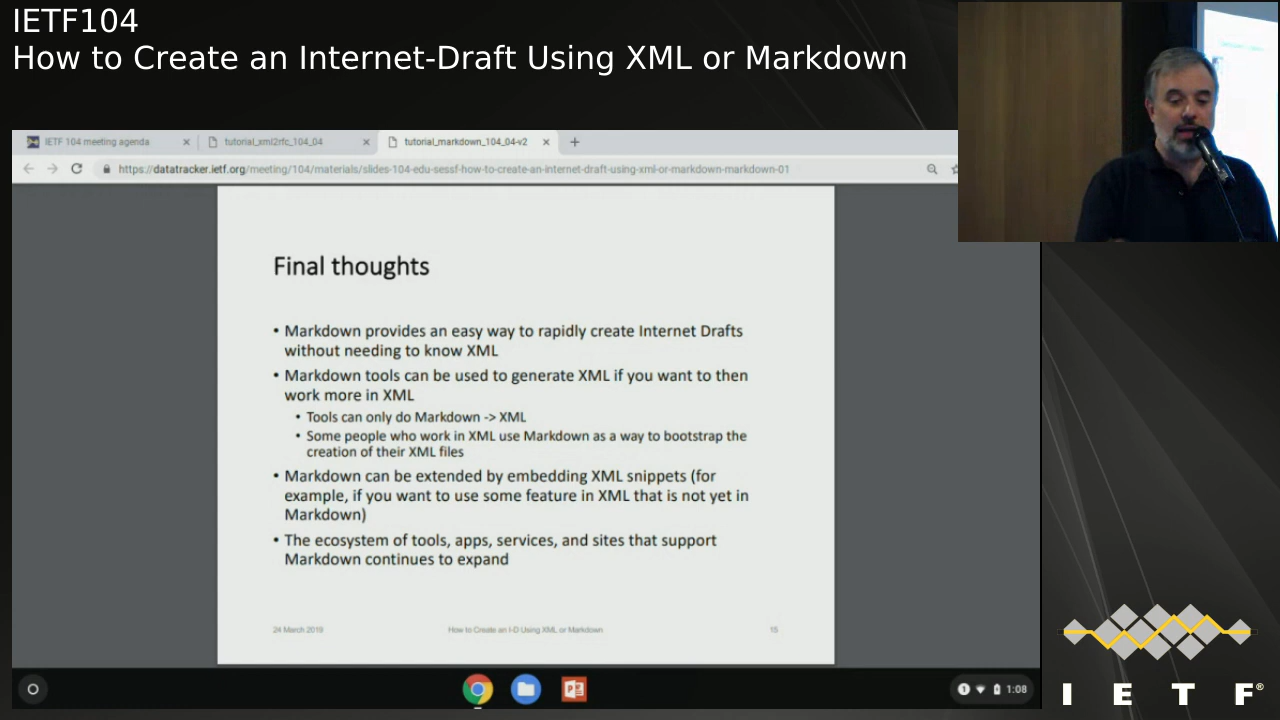 IETF104
How to Create an Internet-Draft Using XML or Markdown
IETF 104 meeting agenda
tutorial_xml2rfc_104_04
tutorial_markdown_104_04-v2
https://datatracker.ietf.org/meeting/104/materials/slides-104-edu-sessf-how-to-create-an-internet-draft-using-xml-or-markdown-markdown-01
Final thoughts
• Markdown provides an easy way to rapidly create Internet Drafts
without needing to know XML
• Markdown tools can be used to generate XML if you want to then
work more in XML
• Tools can only do Markdown -> XML
• Some people who work in XML use Markdown as a way to bootstrap the
creation of their XML files
• Markdown can be extended by embedding XML snippets (for
example, if you want to use some feature in XML that is not yet in
Markdown)
• The ecosystem of tools, apps, services, and sites that support
Markdown continues to expand
24 March 2019
How to Create an I-D Using XML or Markdown
15
1 1:08
I E T F®